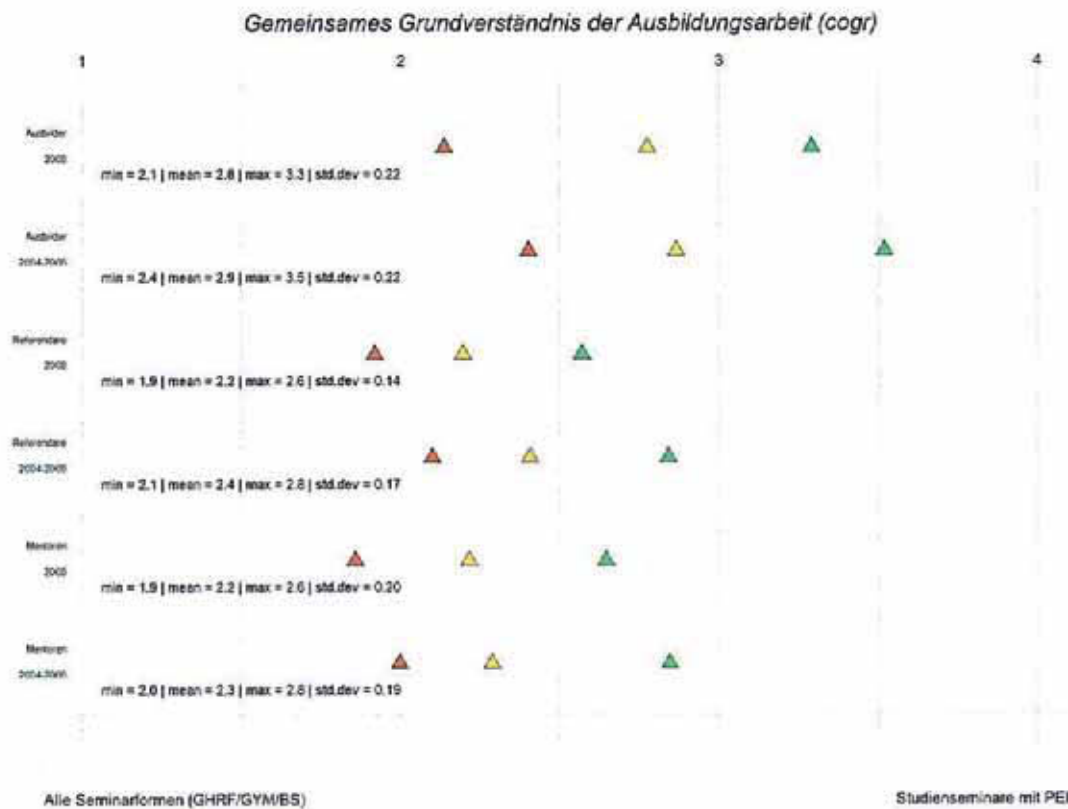 Gemeinsames Grundverständnis der Ausbildungsarbeit (cogr)
1 2 3 4
Ausbilder
min = 2.1 | mean = 2.8 | max = 3.3 | std.dev = 0.22
Ausbilder
2004-2005
min = 2.4 | mean = 2.9 | max = 3.5 | std.dev = 0.22
Referendare
min = 1.9 | mean = 2.2 | max = 2.6 | std.dev = 0.14
Referendare
2004-2005
min = 2.1 | mean = 2.4 | max = 2.8 | std.dev = 0.17
Mentoren
min = 1.9 | mean = 2.2 | max = 2.6 | std.dev = 0.20
Mentoren
2004-2005
min = 2.0 | mean = 2.3 | max = 2.8 | std.dev = 0.19
Alle Seminarformen (GHRF/GYM/BS)
Studienseminare mit PE